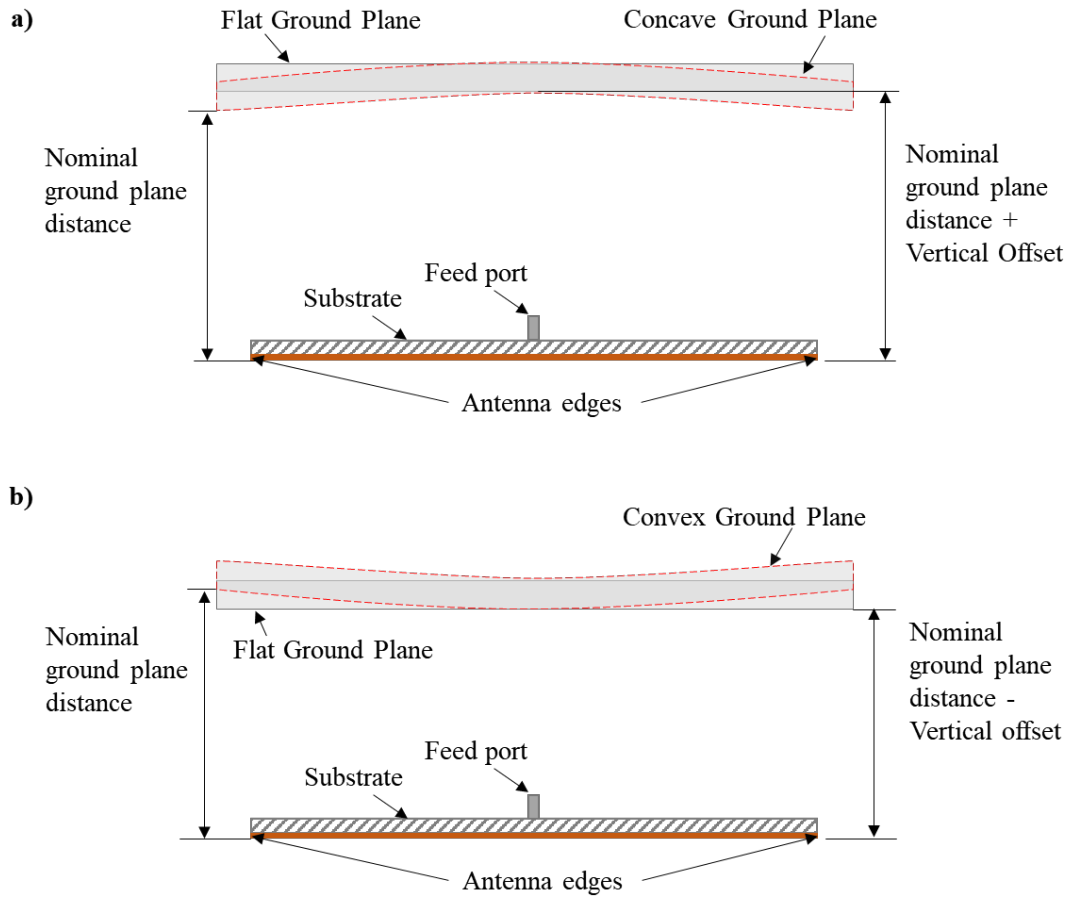 a)
Flat Ground Plane
Concave Ground Plane
Nominal
ground plane
distance
Nominal
ground plane
distance +
Vertical Offset
Feed port
Substrate
Antenna edges
b)
Convex Ground Plane
Flat Ground Plane
Nominal
ground plane
distance
Nominal
ground plane
distance -
Vertical offset
Feed port
Substrate
Antenna edges